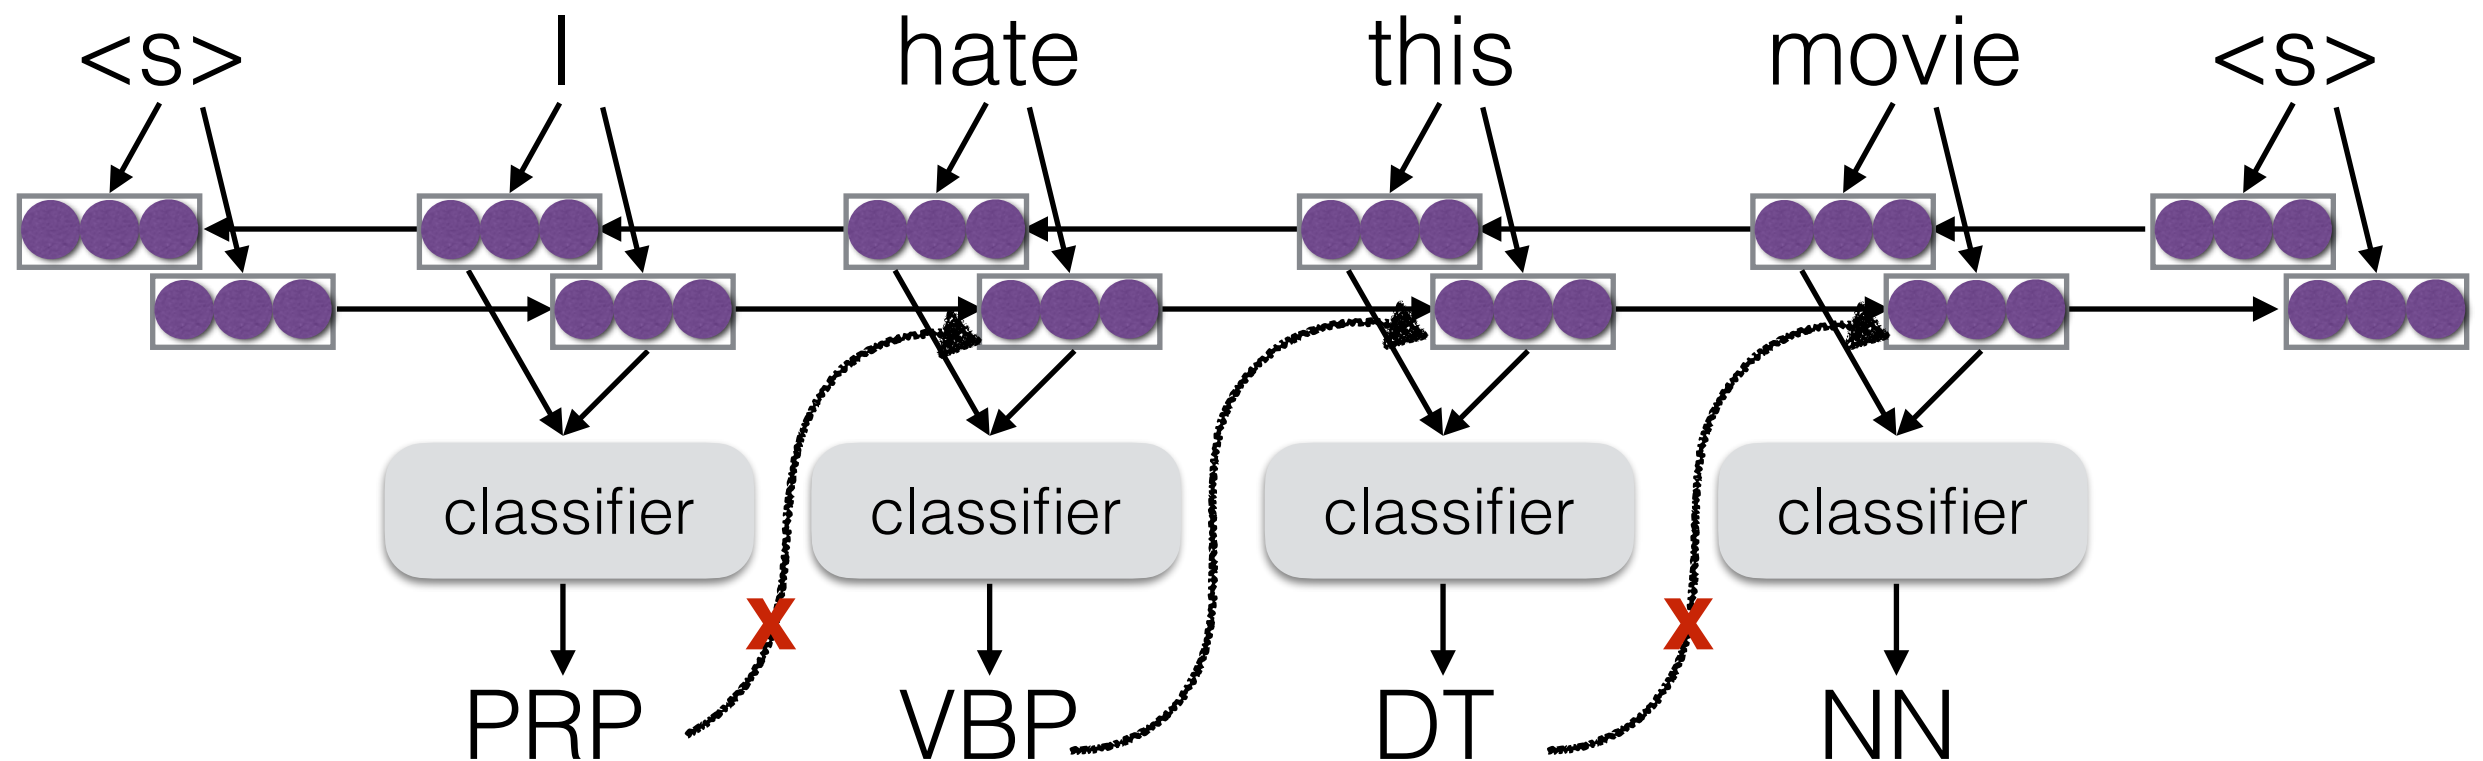 <s> I hate this movie <s>
classifier classifier classifier classifier
x x
PRP VBP DT NN